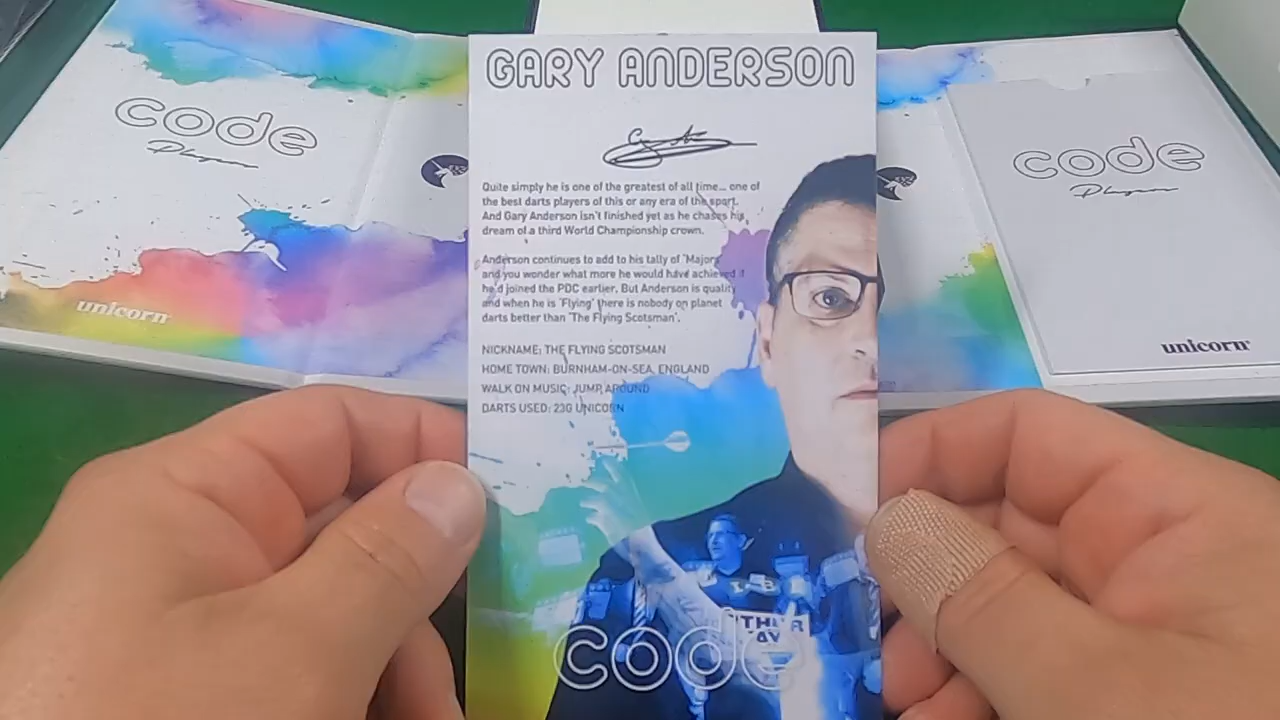 GARY ANDERSON
Quite simply he is one of the greatest of all time... one of
the best darts players of this or any era of the sport.
And Gary Anderson isn't finished yet as he chases his
dream of a third World Championship crown.
Anderson continues to add to his tally of 'Majors'
and you wonder what more he would have achieved if
he'd joined the PDC earlier. But Anderson is quality
and when he is 'Flying' there is nobody on planet
darts better than 'The Flying Scotsman'.
NICKNAME: THE FLYING SCOTSMAN
HOME TOWN: BURNHAM-ON-SEA, ENGLAND
WALK ON MUSIC: JUMP AROUND
DARTS USED: 23G UNICORN
code
code
unicorn
code
unicorn